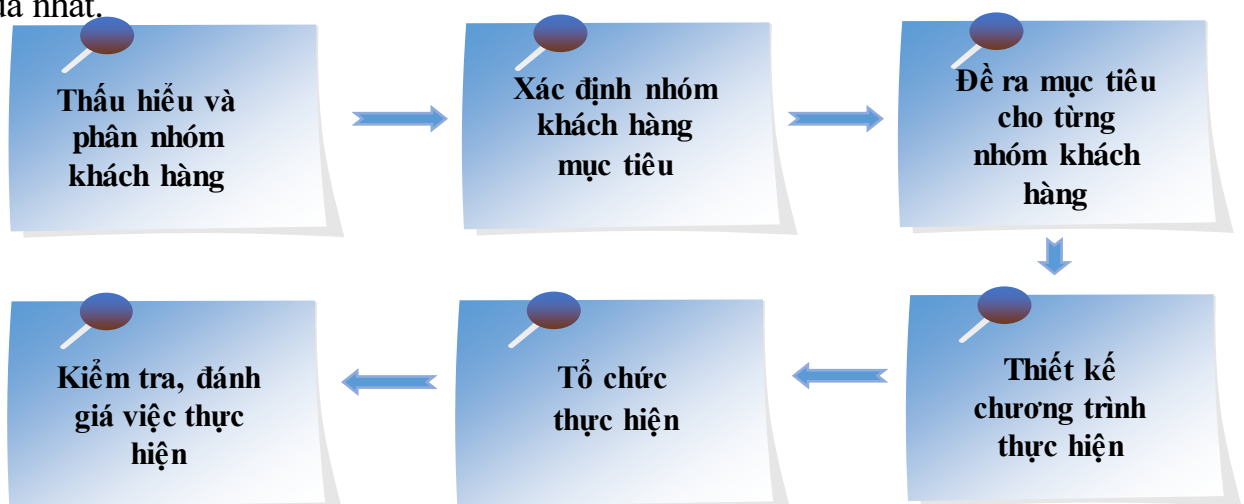 quả nhất.
Thấu hiểu và
phân nhóm
khách hàng
Xác định nhóm
khách hàng
mục tiêu
Đề ra mục tiêu
cho từng
nhóm khách
hàng
Thiết kế
chương trình
thực hiện
Tổ chức
thực hiện
Kiểm tra, đánh
giá việc thực
hiện